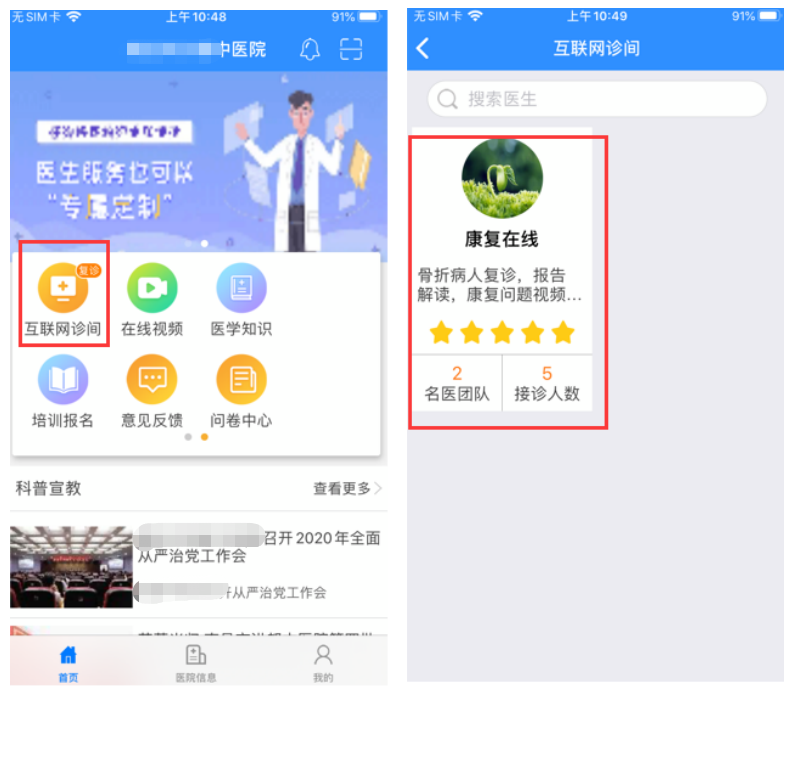 无SIM卡
上午10:48
91%
中医院
医生服务也可以
“专属定制”
复诊
互联网诊间
在线视频
医学知识
培训报名
意见反馈
问卷中心
科普宣教
查看更多
召开2020年全面
从严治党工作会
从严治党工作会
首页
医院信息
我的
无SIM卡
上午10:49
91%
互联网诊间
搜索医生
康复在线
骨折病人复诊，报告
解读，康复问题视频...
2
名医团队
5
接诊人数